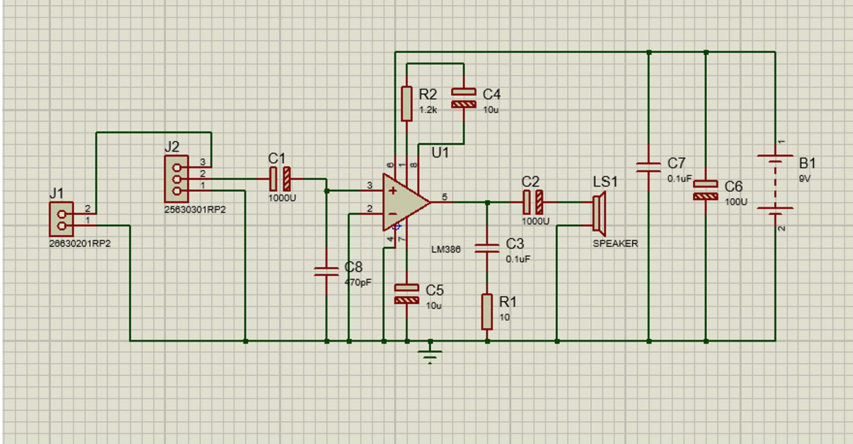 J1
2
1
26630201RP2
J2
3
2
1
25630301RP2
C1
1000U
C8
470pF
R2
1.2k
C4
10u
U1
6
1
8
3
2
5
4
7
LM386
C5
10u
C2
1000U
C3
0.1uF
R1
10
LS1
SPEAKER
C7
0.1uF
C6
100U
B1
9V
1
2